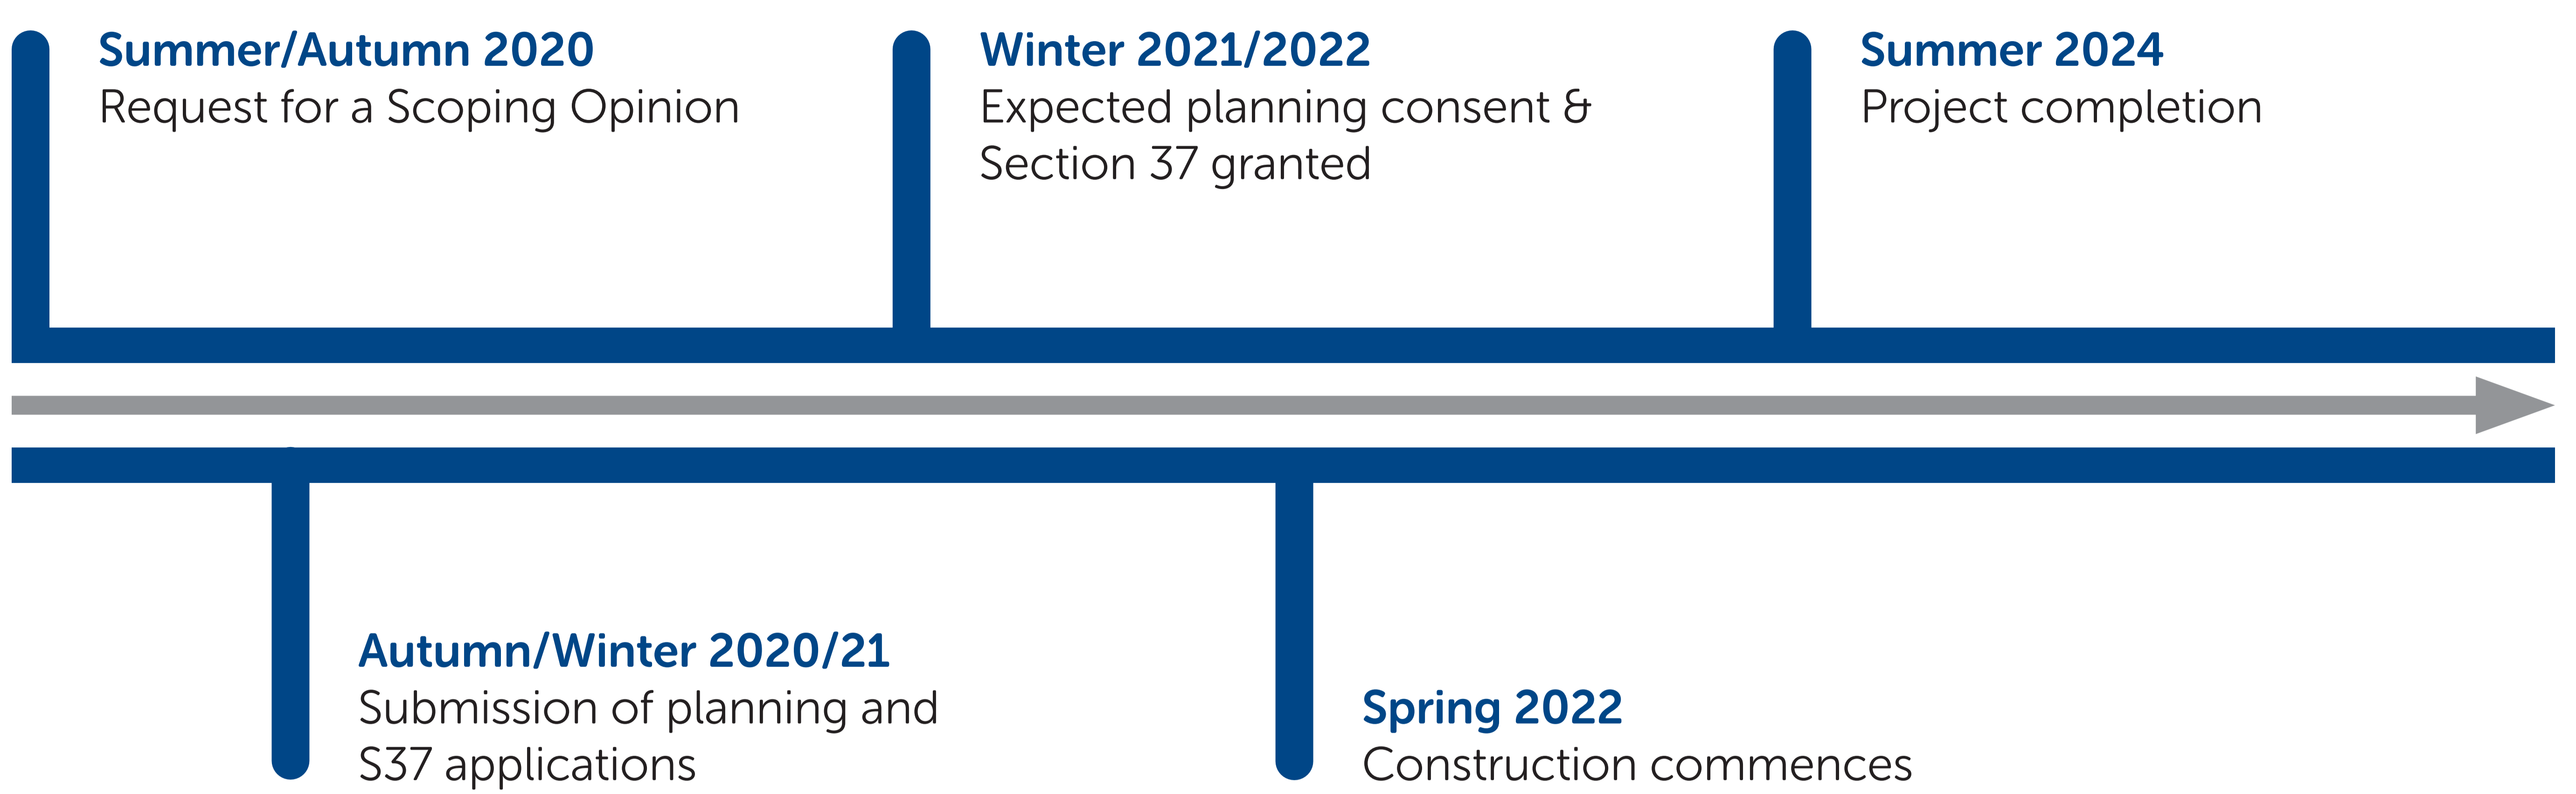 Summer/Autumn 2020
Request for a Scoping Opinion
Winter 2021/2022
Expected planning consent &
Section 37 granted
Summer 2024
Project completion
Autumn/Winter 2020/21
Submission of planning and
S37 applications
Spring 2022
Construction commences